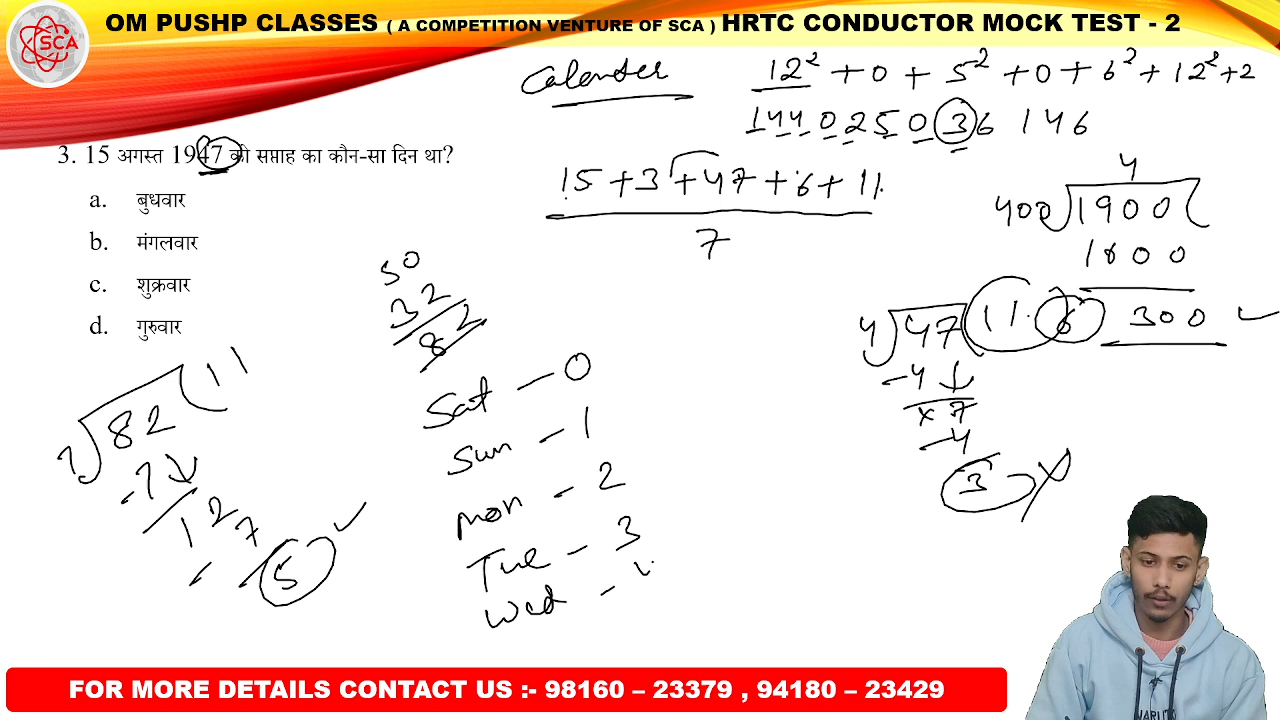 OM PUSHP CLASSES ( A COMPETITION VENTURE OF SCA ) HRTC CONDUCTOR MOCK TEST - 2
SCA
Calender
12² + 0 + 5² + 0 + 6² + 12² + 2
144 0 25 0 36 146
3. 15 अगस्त 1947 को सप्ताह का कौन-सा दिन था?
a. बुधवार
b. मंगलवार
c. शुक्रवार
d. गुरुवार
15 + 3 + 47 + 6 + 11
7
4
400 1900
1600
300
6
4 47 11
-4
x 7
-4
3
50
32
82
7 82 11
-7
12
7
5
Sat - 0
Sun - 1
Mon - 2
Tue - 3
Wed -
FOR MORE DETAILS CONTACT US :- 98160 – 23379 , 94180 – 23429